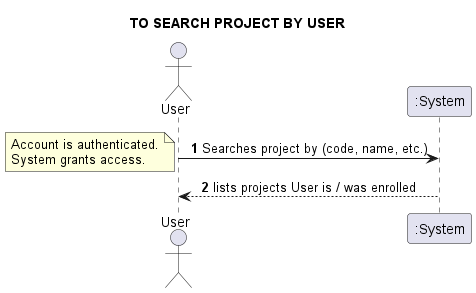 TO SEARCH PROJECT BY USER
User
:System
Account is authenticated.
System grants access.
1 Searches project by (code, name, etc.)
2 lists projects User is / was enrolled
User
:System